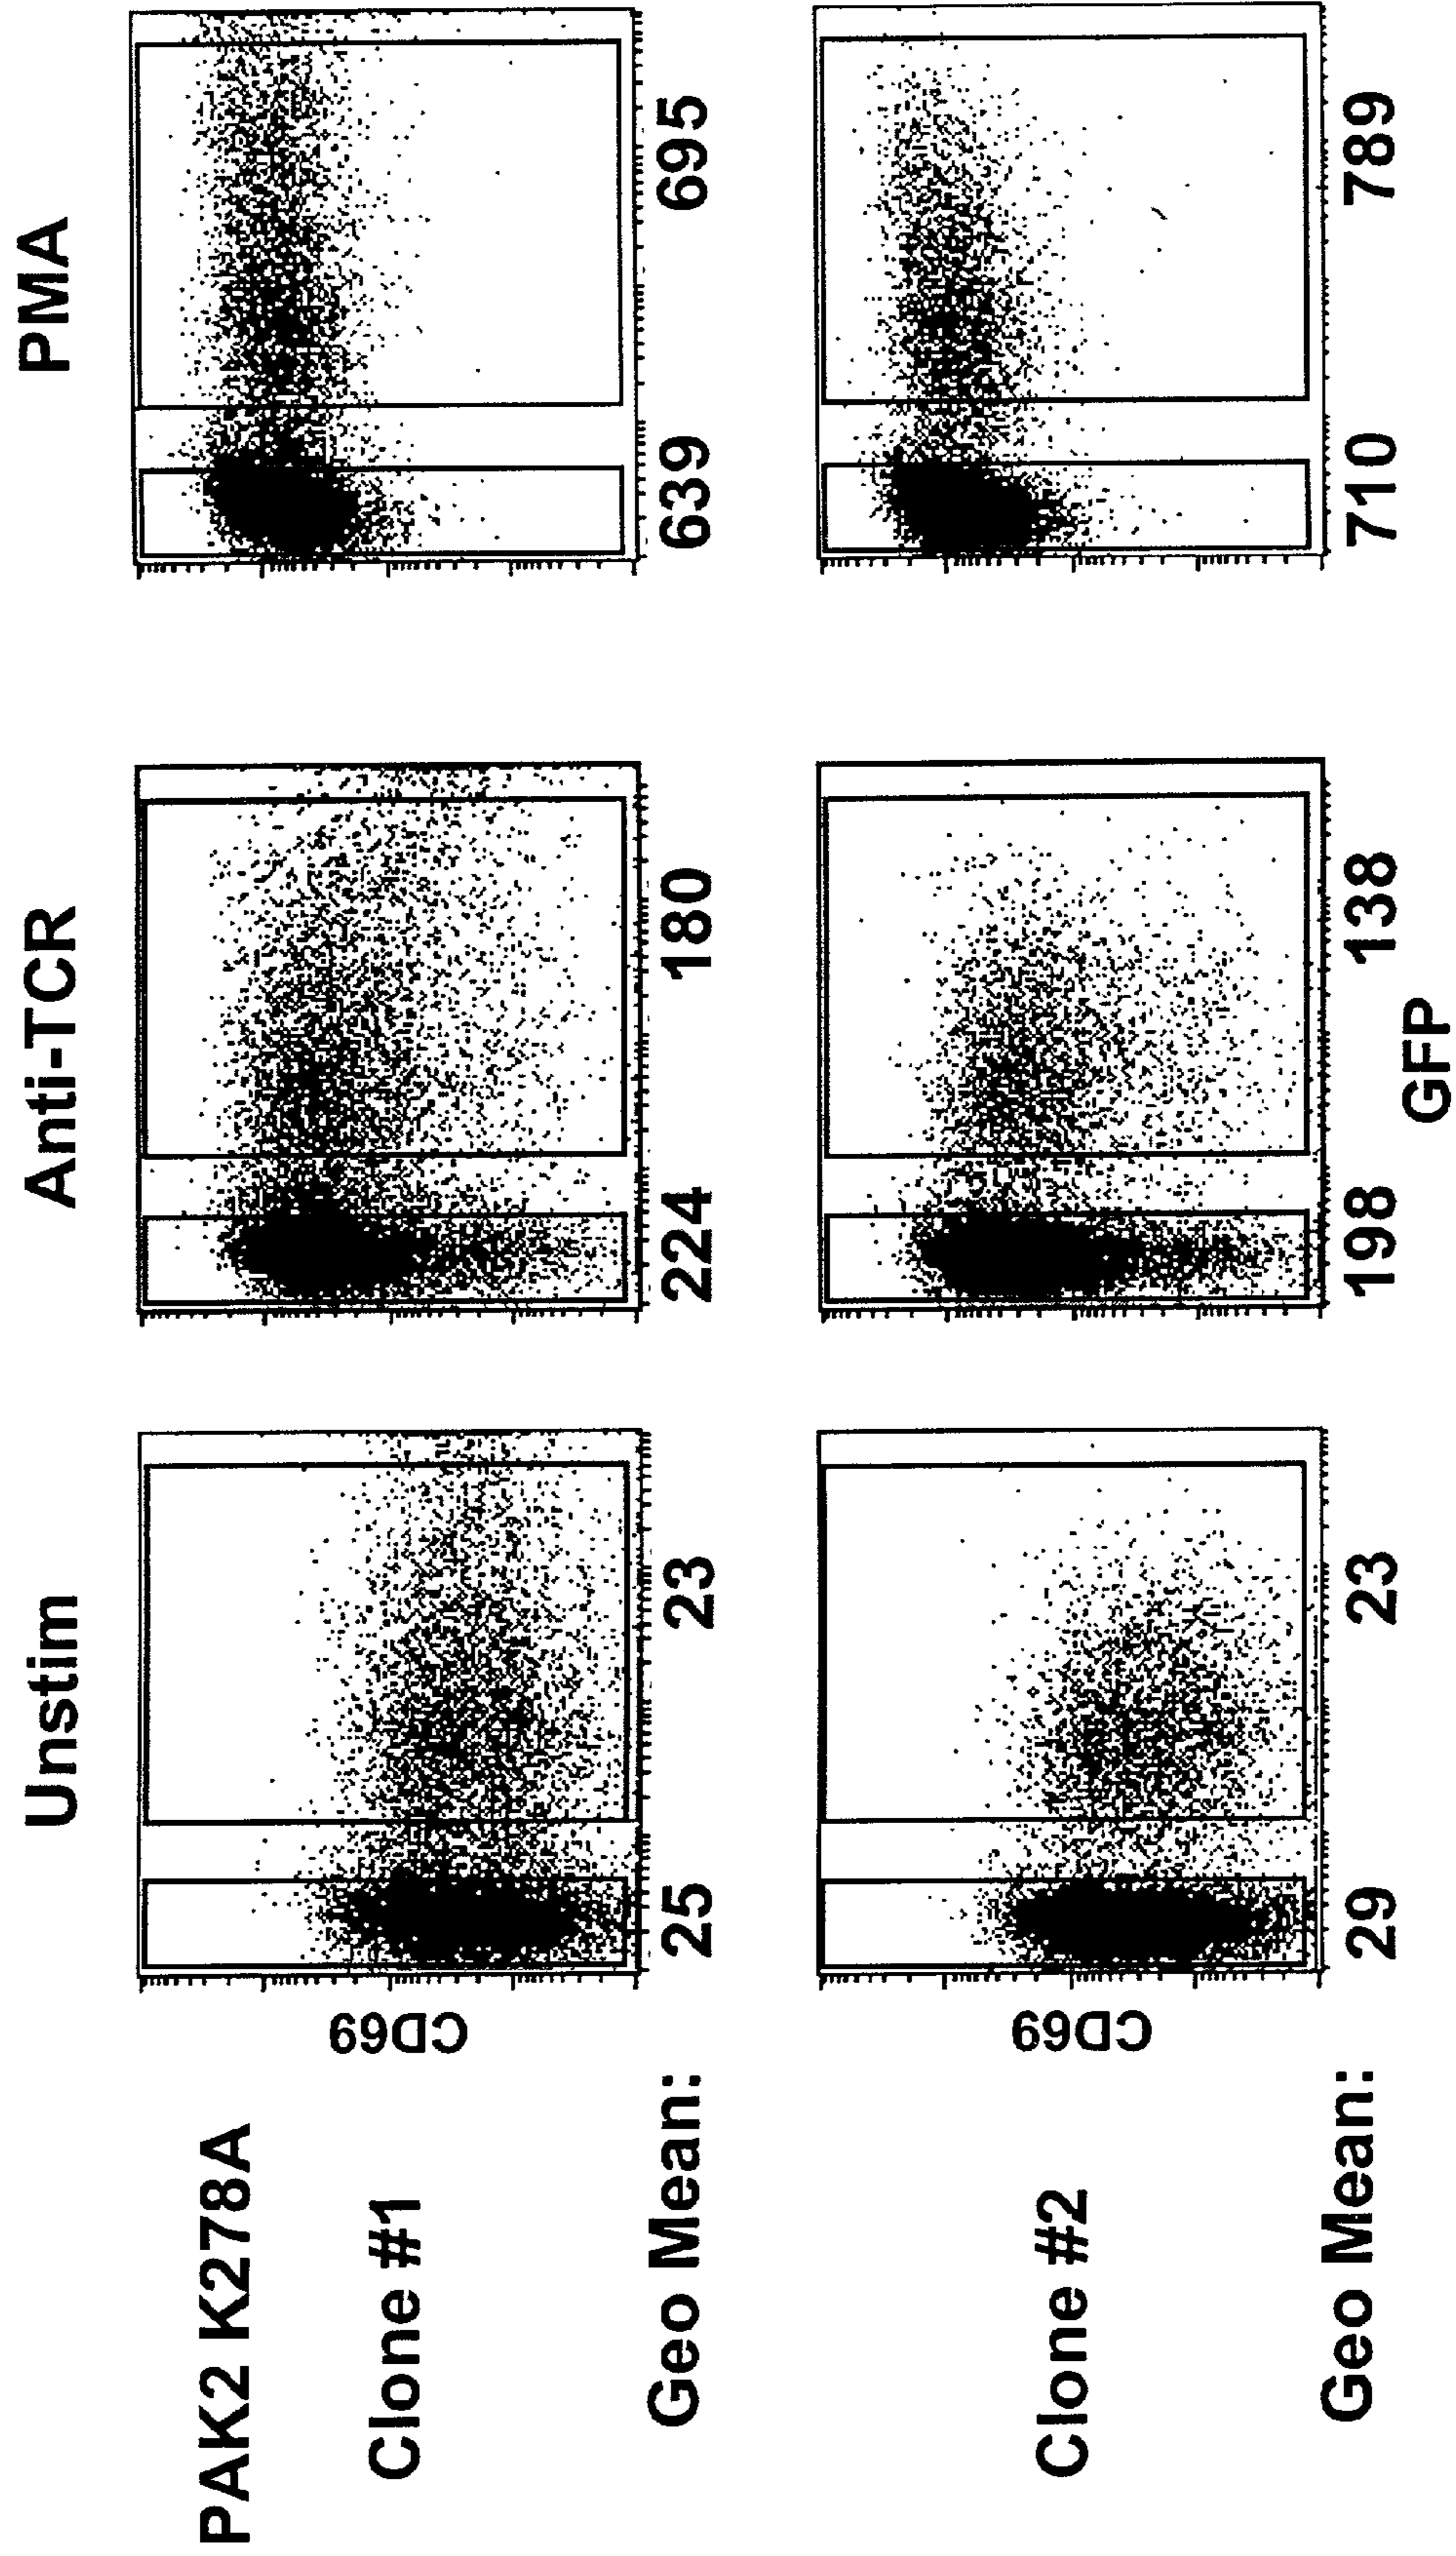 Unstim Anti-TCR PMA
PAK2 K278A
Clone #1
CD69
Geo Mean: 25 23 224 180 639 695
Clone #2
CD69
Geo Mean: 29 23 198 138 710 789
GFP